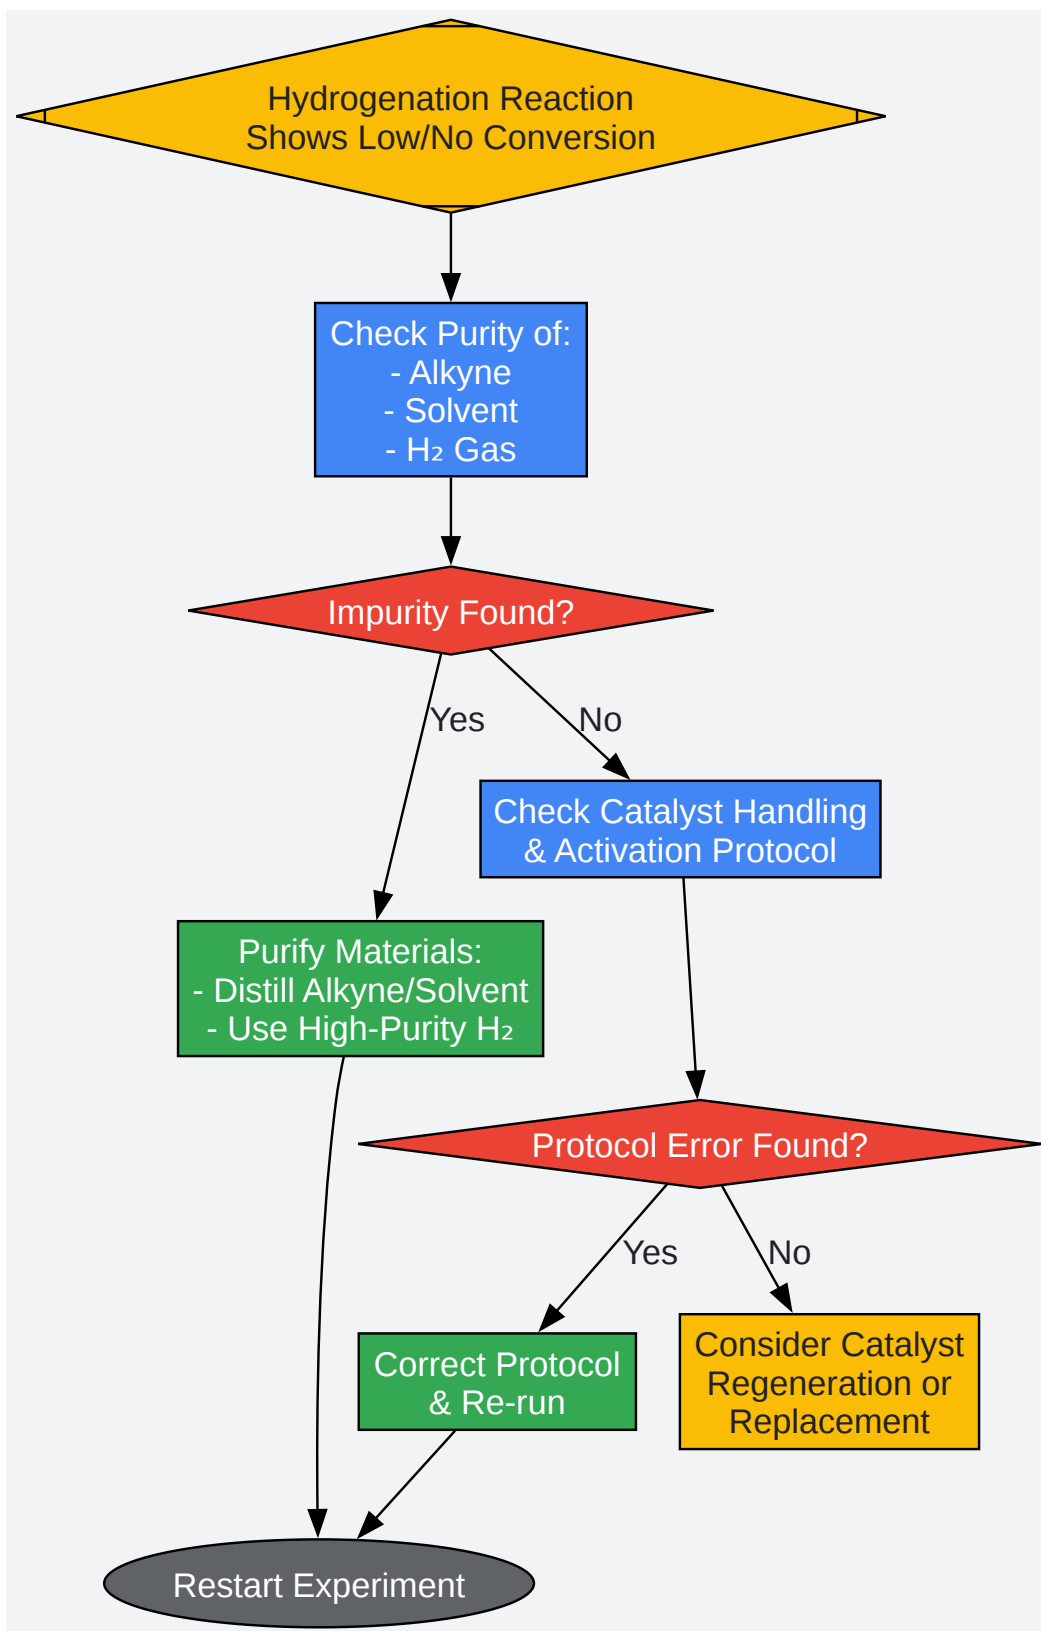 Hydrogenation Reaction
Shows Low/No Conversion
Check Purity of:
- Alkyne
- Solvent
- H₂ Gas
Impurity Found?
Yes
No
Check Catalyst Handling
& Activation Protocol
Purify Materials:
- Distill Alkyne/Solvent
- Use High-Purity H₂
Protocol Error Found?
Yes
No
Correct Protocol
& Re-run
Consider Catalyst
Regeneration or
Replacement
Restart Experiment